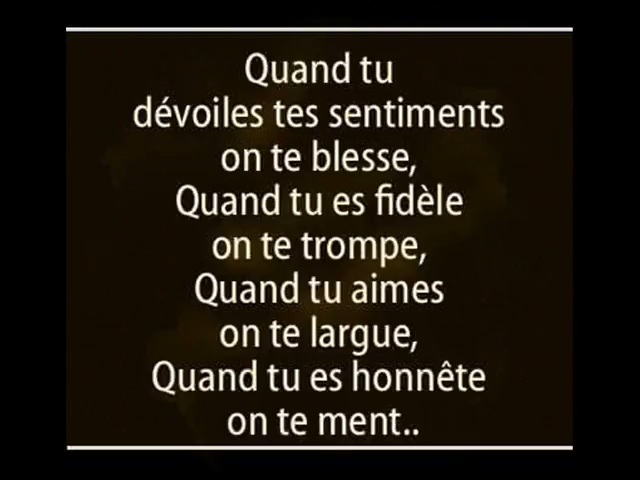 Quand tu
dévoiles tes sentiments
on te blesse,
Quand tu es fidèle
on te trompe,
Quand tu aimes
on te largue,
Quand tu es honnête
on te ment..